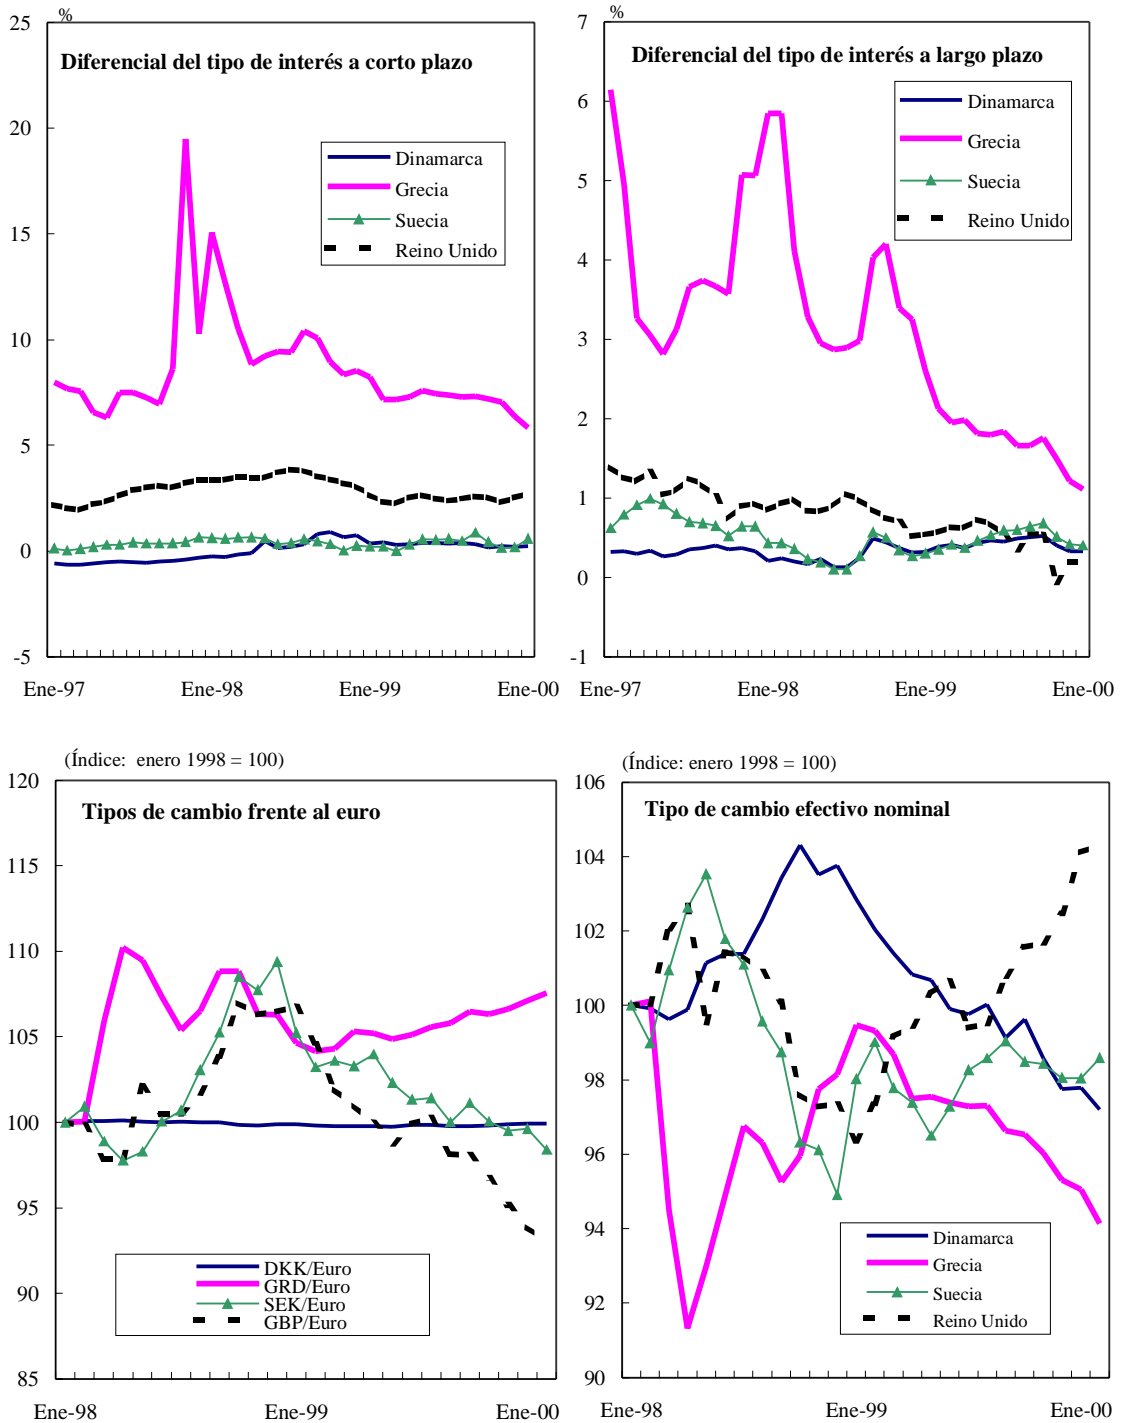 %
Diferencial del tipo de interés a corto plazo
25
20
15
10
5
0
-5
Dinamarca
Grecia
Suecia
Reino Unido
Ene-97
Ene-98
Ene-99
Ene-00
%
Diferencial del tipo de interés a largo plazo
7
6
5
4
3
2
1
0
-1
Dinamarca
Grecia
Suecia
Reino Unido
Ene-97
Ene-98
Ene-99
Ene-00
(Índice: enero 1998 = 100)
Tipos de cambio frente al euro
120
115
110
105
100
95
90
85
DKK/Euro
GRD/Euro
SEK/Euro
GBP/Euro
Ene-98
Ene-99
Ene-00
(Índice: enero 1998 = 100)
Tipo de cambio efectivo nominal
106
104
102
100
98
96
94
92
90
Dinamarca
Grecia
Suecia
Reino Unido
Ene-98
Ene-99
Ene-00